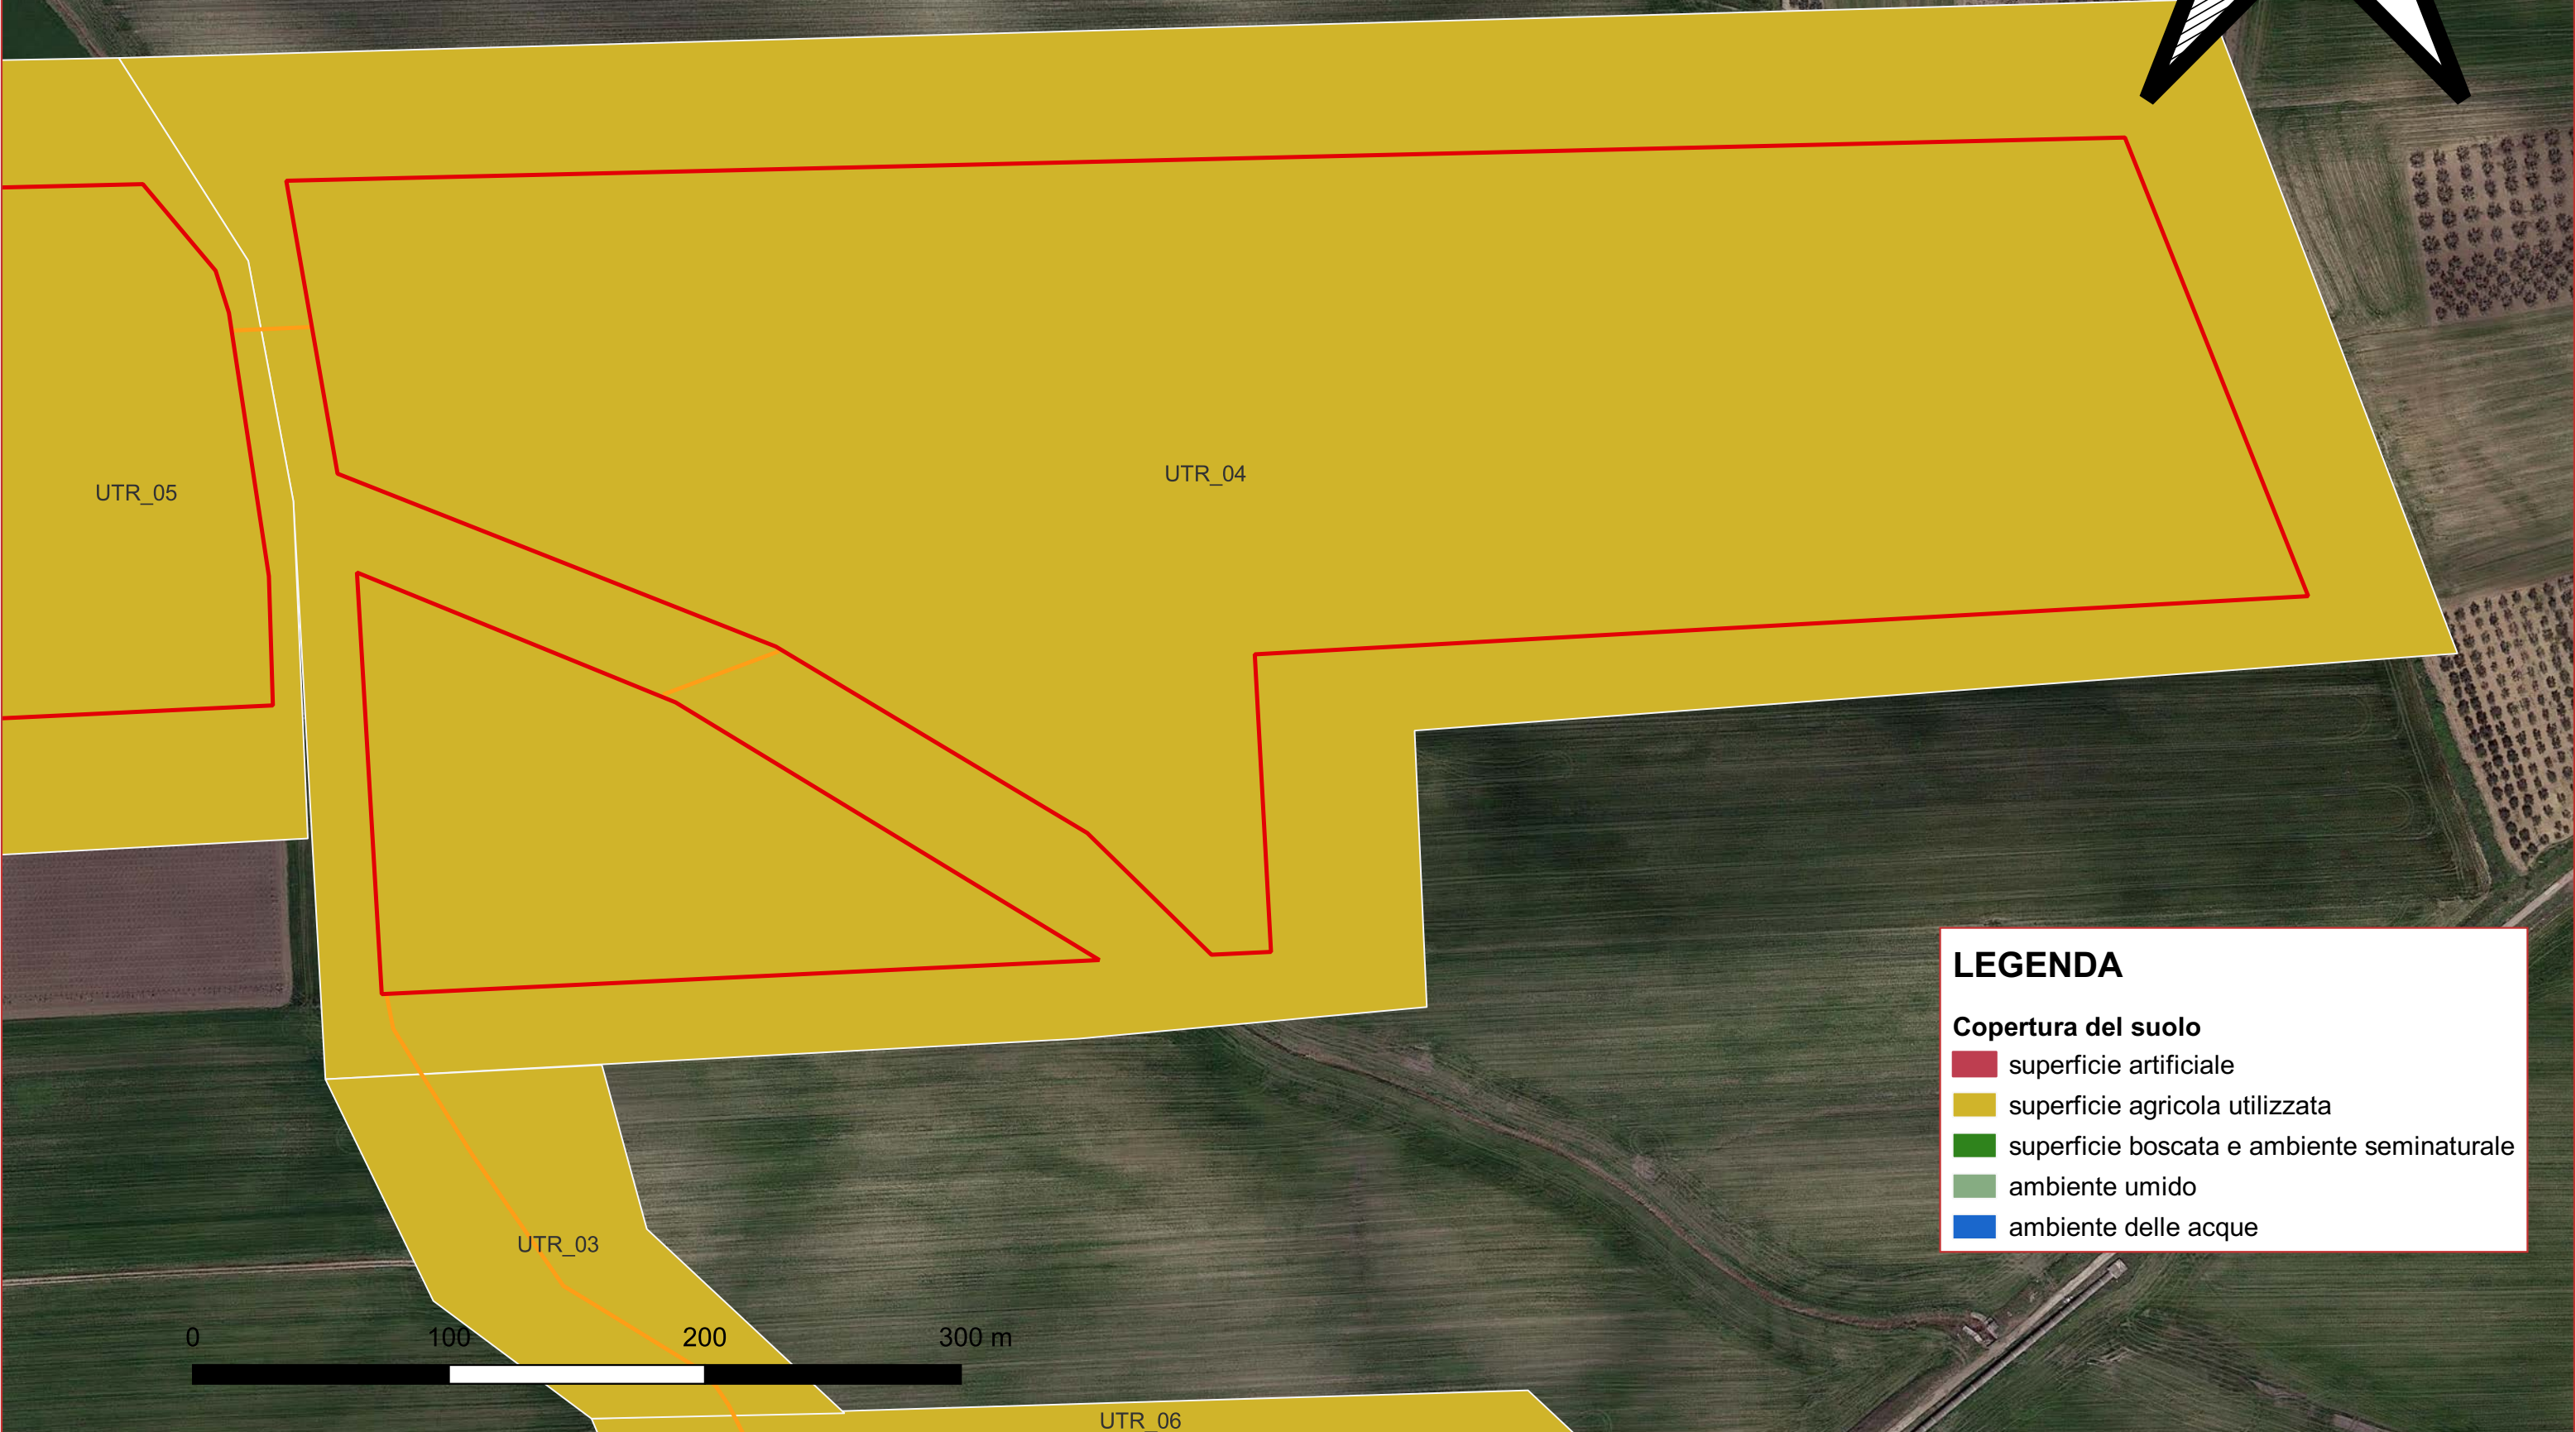 UTR_04
UTR_05
LEGENDA
Copertura del suolo
superficie artificiale
superficie agricola utilizzata
superficie boscata e ambiente seminaturale
ambiente umido
ambiente delle acque
UTR_03
0 100 200 300 m
UTR_06